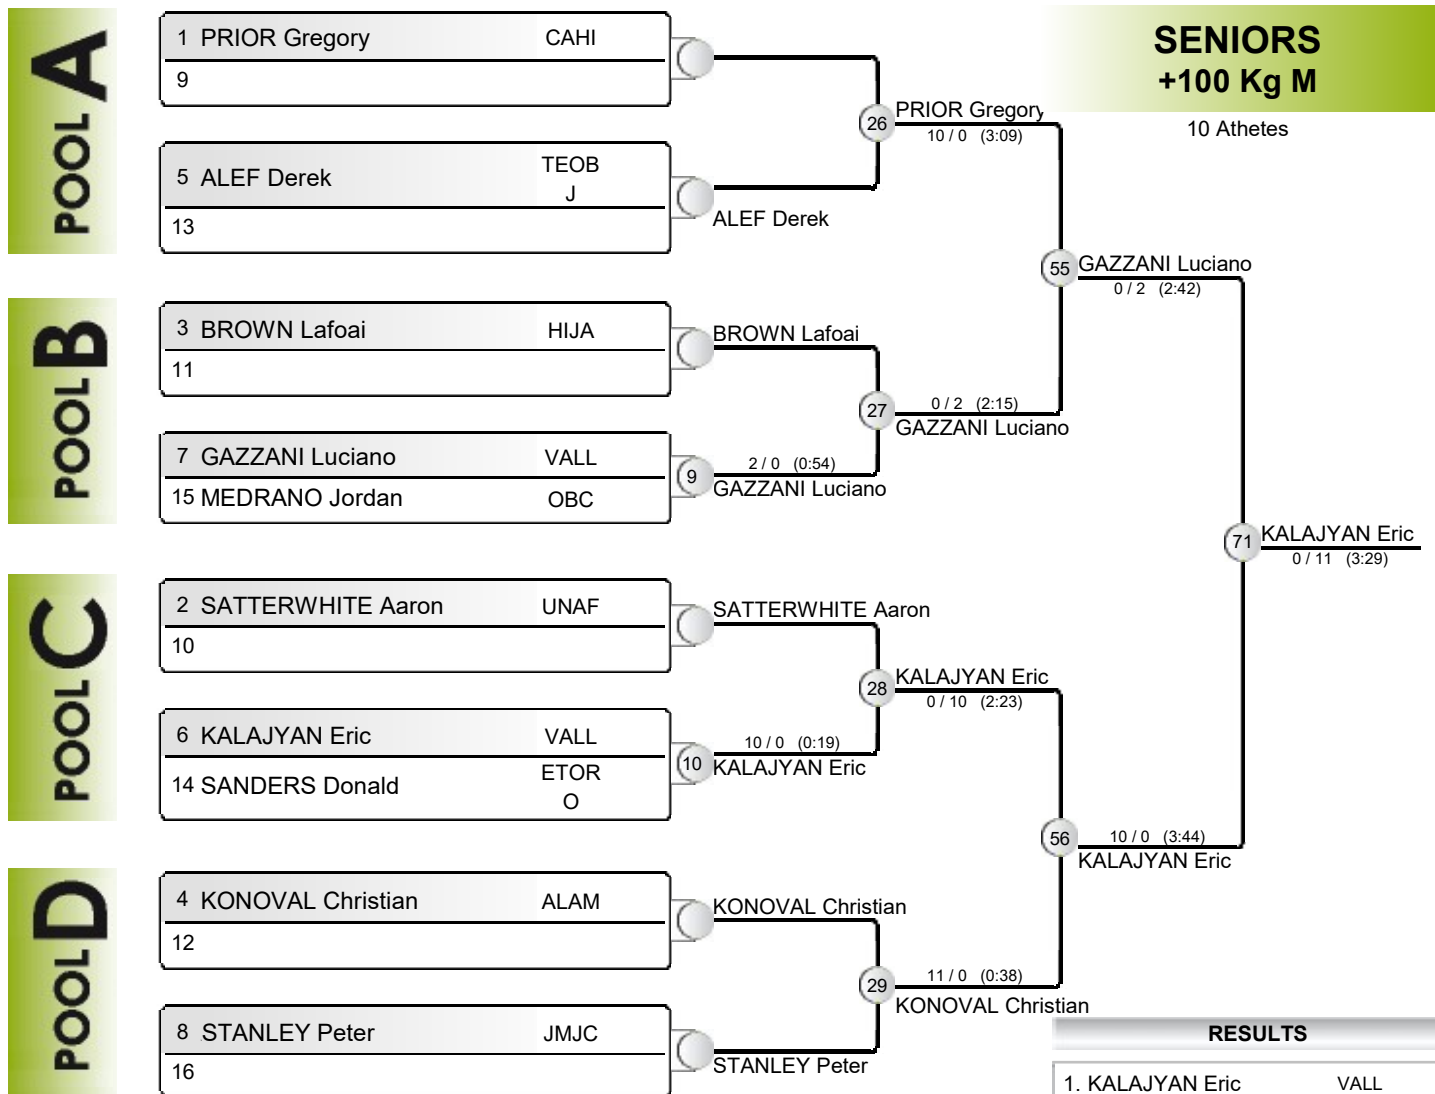 SENIORS
+100 Kg M
10 Athetes
POOL A
1 PRIOR Gregory CAHI
9
5 ALEF Derek TEOB
J
13
ALEF Derek
26
PRIOR Gregory
10 / 0 (3:09)
POOL B
3 BROWN Lafoai HIJA
11
7 GAZZANI Luciano VALL
15 MEDRANO Jordan OBC
BROWN Lafoai
9
2 / 0 (0:54)
GAZZANI Luciano
27
0 / 2 (2:15)
GAZZANI Luciano
55
GAZZANI Luciano
0 / 2 (2:42)
POOL C
2 SATTERWHITE Aaron UNAF
10
6 KALAJYAN Eric VALL
14 SANDERS Donald ETOR
O
SATTERWHITE Aaron
10
10 / 0 (0:19)
KALAJYAN Eric
28
KALAJYAN Eric
0 / 10 (2:23)
POOL D
4 KONOVAL Christian ALAM
12
8 STANLEY Peter JMJC
16
KONOVAL Christian
STANLEY Peter
29
11 / 0 (0:38)
KONOVAL Christian
56
10 / 0 (3:44)
KALAJYAN Eric
71
KALAJYAN Eric
0 / 11 (3:29)
RESULTS
1. KALAJYAN Eric VALL